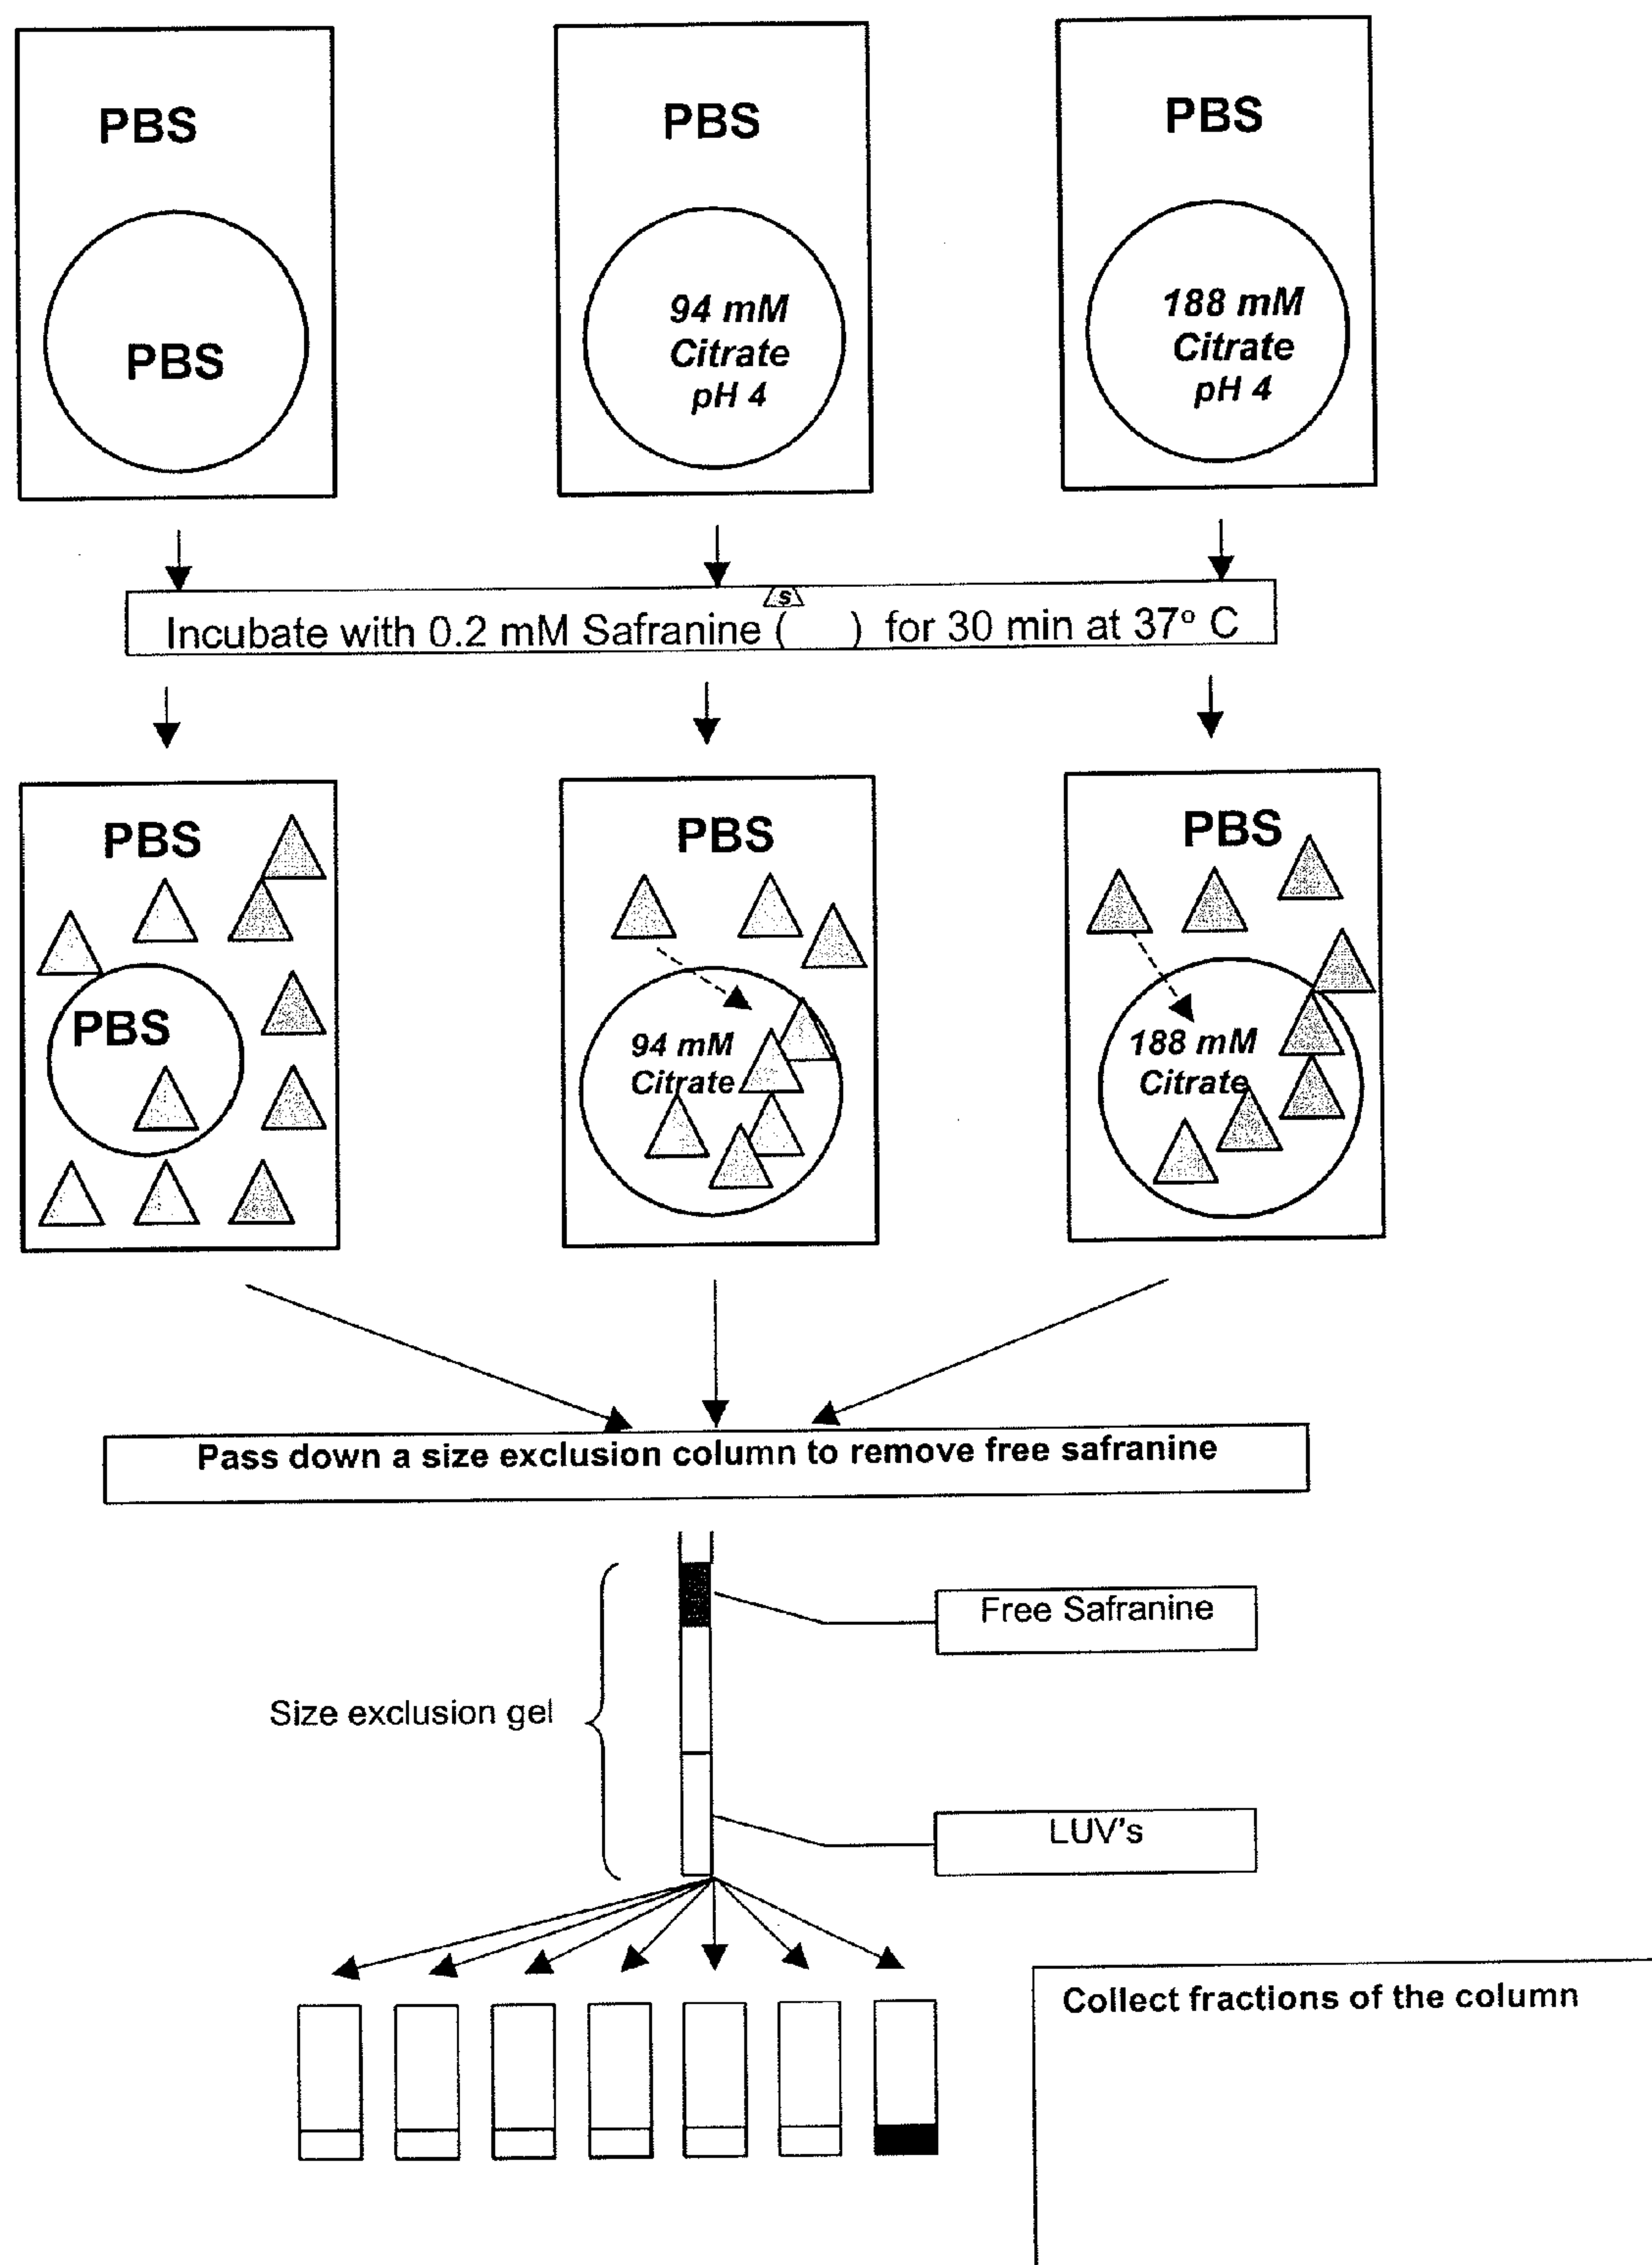 PBS
PBS
PBS
PBS
94 mM
Citrate
pH 4
188 mM
Citrate
pH 4
S
Incubate with 0.2 mM Safranine (    ) for 30 min at 37° C
PBS
PBS
PBS
PBS
94 mM
Citrate
188 mM
Citrate
Pass down a size exclusion column to remove free safranine
Free Safranine
Size exclusion gel
LUV's
Collect fractions of the column